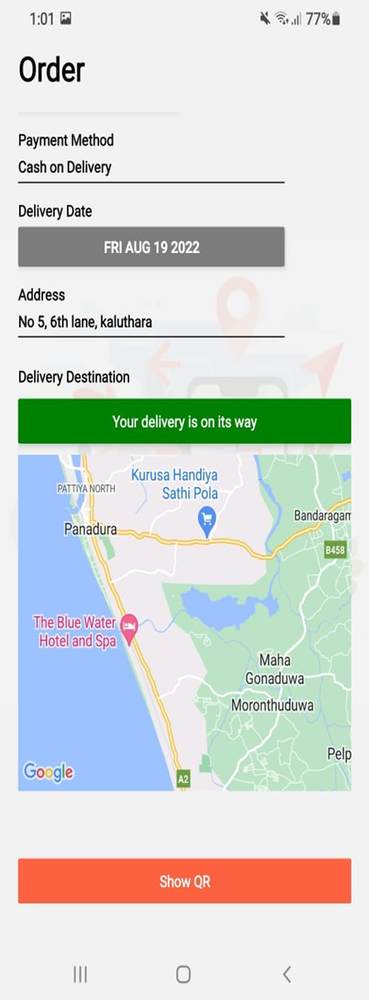 1:01
77%
Order
Payment Method
Cash on Delivery
Delivery Date
FRI AUG 19 2022
Address
No 5, 6th lane, kaluthara
Delivery Destination
Your delivery is on its way
Kurusa Handiya
Sathi Pola
PATTIYA NORTH
Panadura
Bandaragam
B458
The Blue Water
Hotel and Spa
Maha
Gonaduwa
Moronthuduwa
Pelp
Google
A2
Show QR